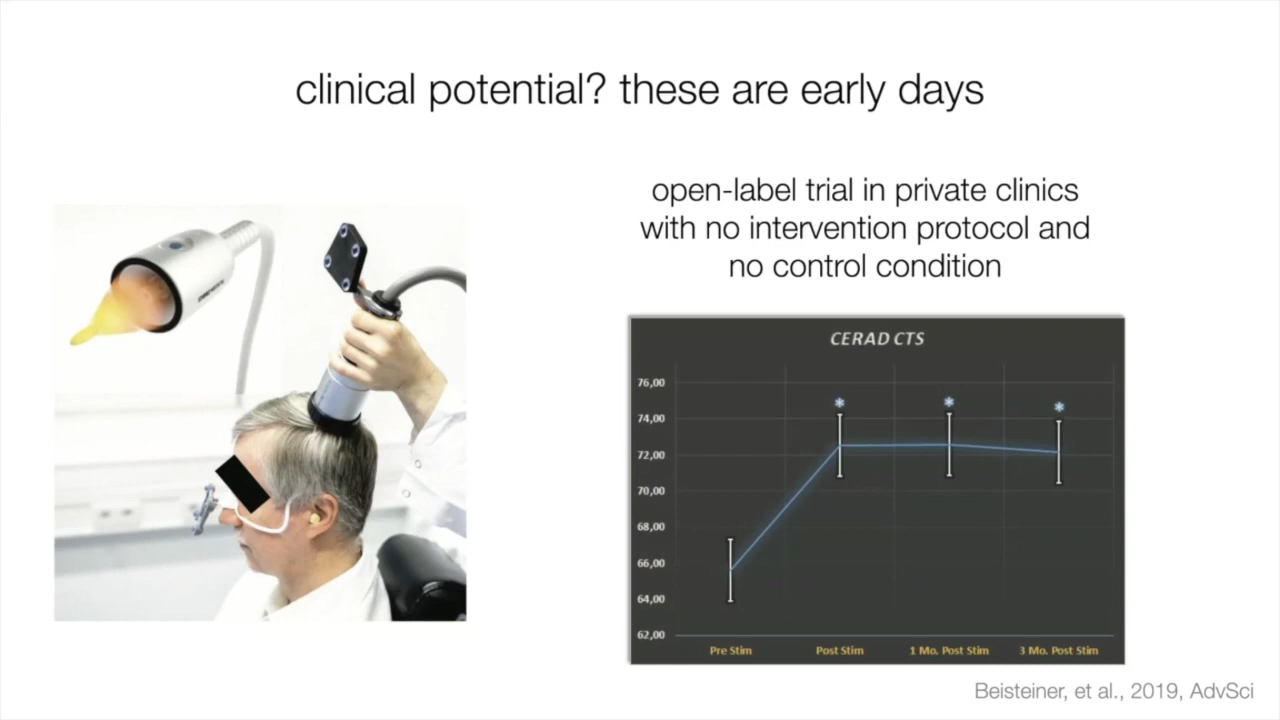 clinical potential? these are early days
open-label trial in private clinics
with no intervention protocol and
no control condition
CERAD CTS
76,00
74,00
72,00
70,00
68,00
66,00
64,00
62,00
* * *
Pre Stim Post Stim 1 Mo. Post Stim 3 Mo. Post Stim
Beisteiner, et al., 2019, AdvSci